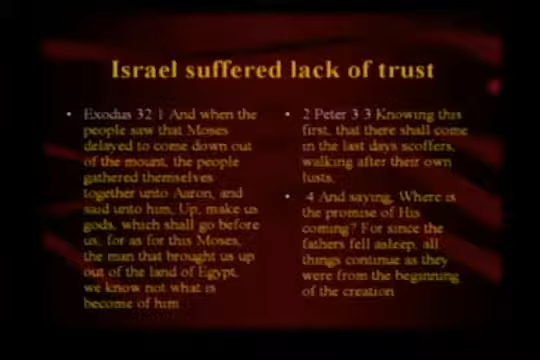 Israel suffered lack of trust
• Exodus 32 1 And when the
people saw that Moses
delayed to come down out
of the mount, the people
gathered themselves
together unto Aaron, and
said unto him, Up, make us
gods, which shall go before
us, for as for this Moses,
the man that brought us up
out of the land of Egypt,
we know not what is
become of him
• 2 Peter 3 3 Knowing this
first, that there shall come
in the last days scoffers,
walking after their own
lusts,
• 4 And saying, Where is
the promise of His
coming? For since the
fathers fell asleep, all
things continue as they
were from the beginning
of the creation